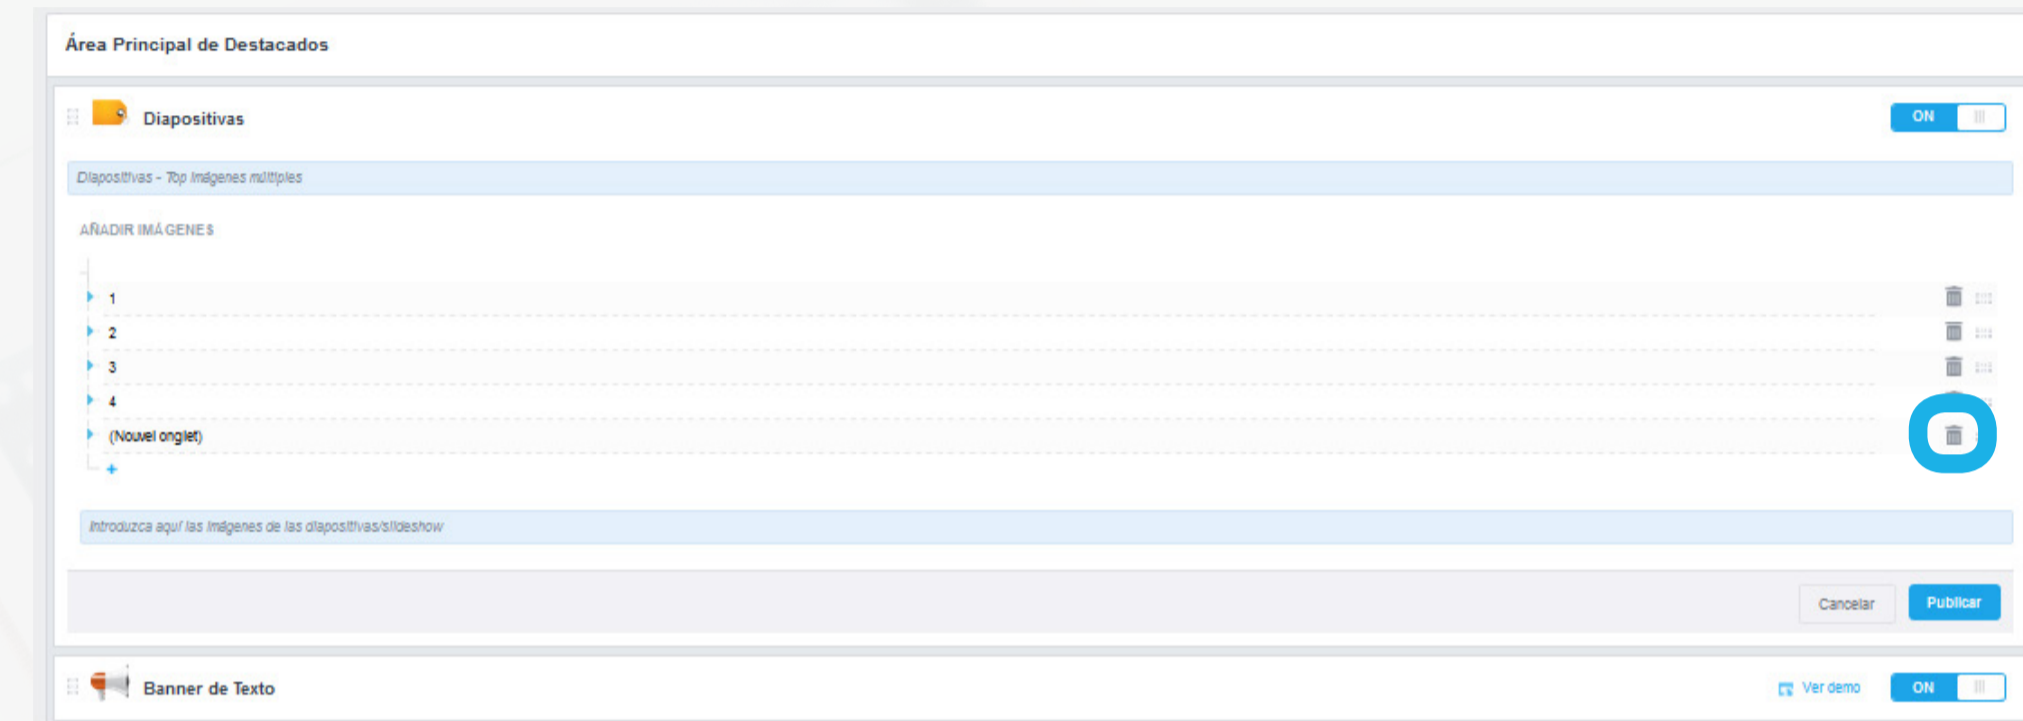 Área Principal de Destacados
Diapositivas
ON
Diapositivas - Top imágenes múltiples
AÑADIR IMÁGENES
1
2
3
4
(Nouvel onglet)
+
Introduzca aquí las imágenes de las diapositivas/slideshow
Cancelar Publicar
Banner de Texto Ver demo ON